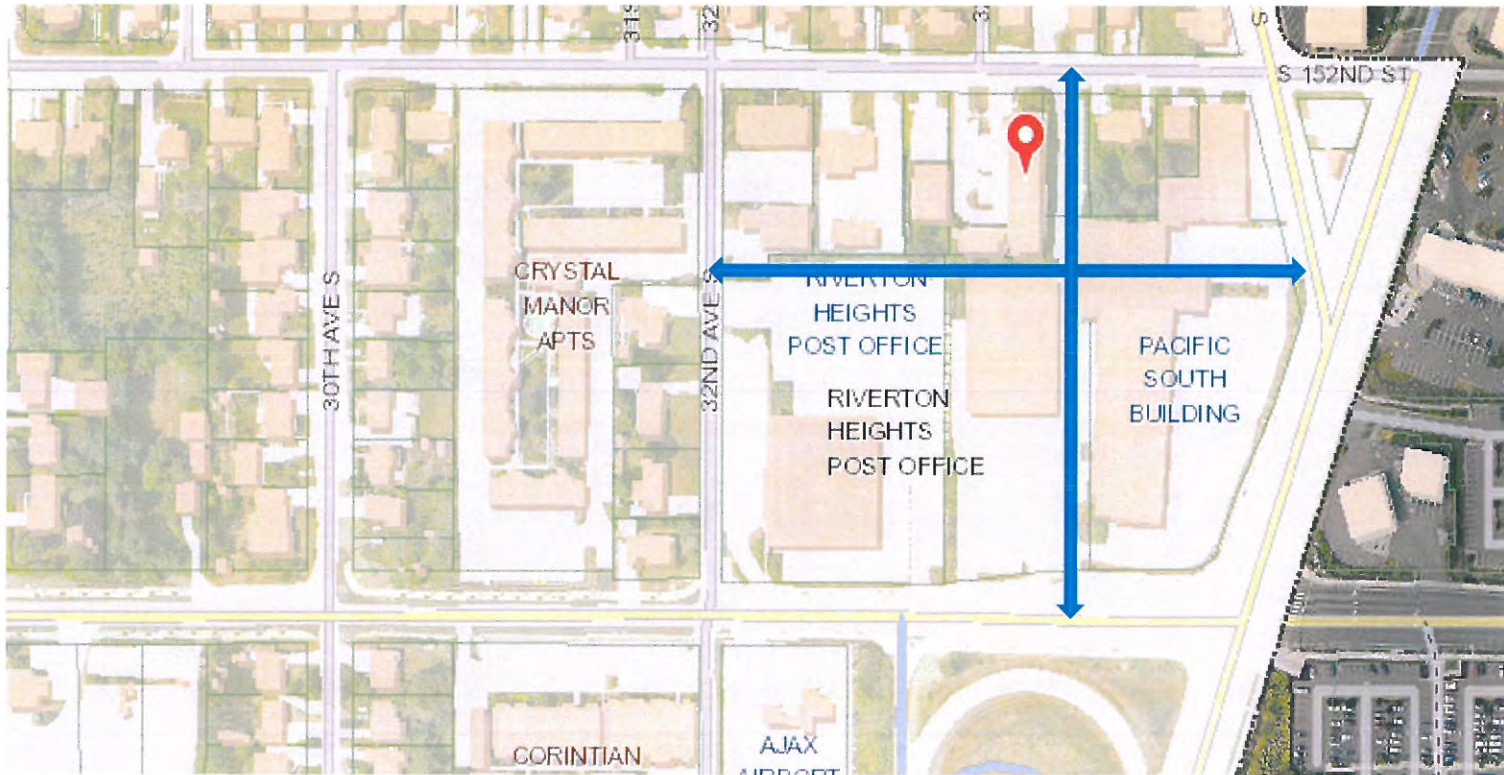 S 152ND ST
30TH AVE S
CRYSTAL
MANOR
APTS
32ND AVE S
RIVERTON
HEIGHTS
POST OFFICE
RIVERTON
HEIGHTS
POST OFFICE
PACIFIC
SOUTH
BUILDING
CORINTIAN
AJAX
AIRPORT